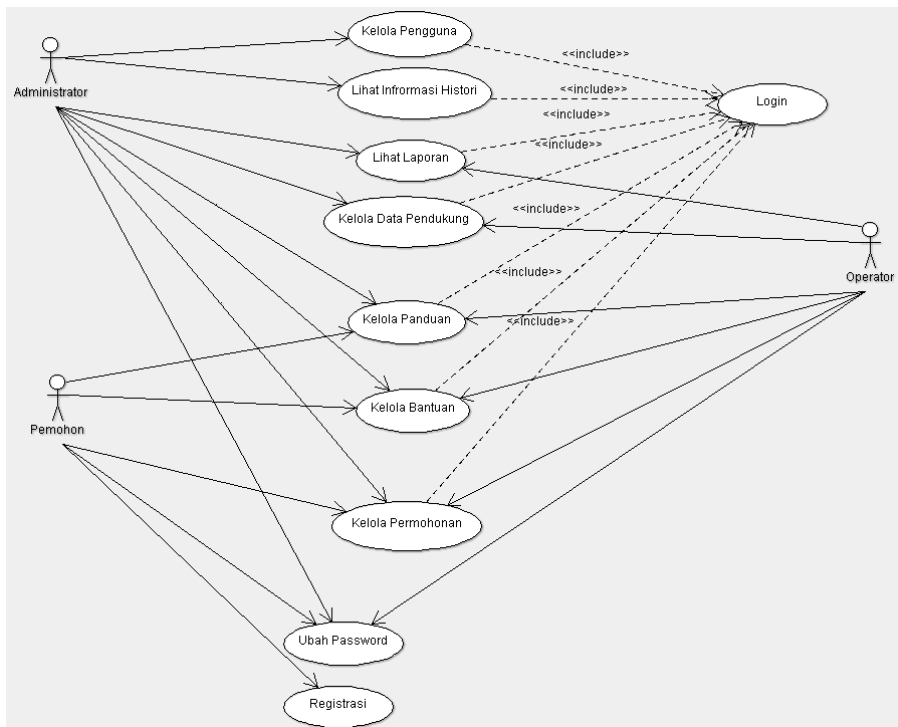 Kelola Pengguna
<<include>>
Administrator
Lihat Informasi Histori
<<include>>
Login
<<include>>
Lihat Laporan
<<include>>
Kelola Data Pendukung
<<include>>
Operator
<<include>>
Kelola Panduan
<<include>>
Kelola Bantuan
Pemohon
Kelola Permohonan
Ubah Password
Registrasi